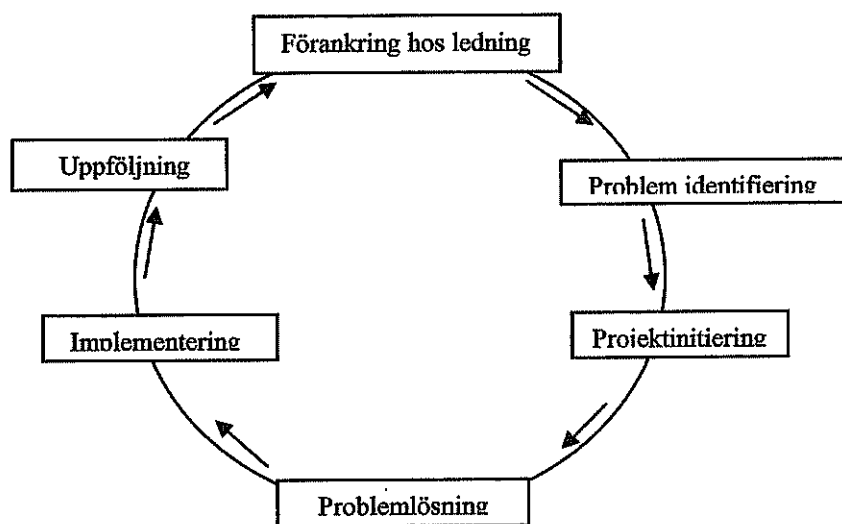 Förankring hos ledning
Uppföljning
Problem identifiering
Implementering
Projektinitiering
Problemlösning